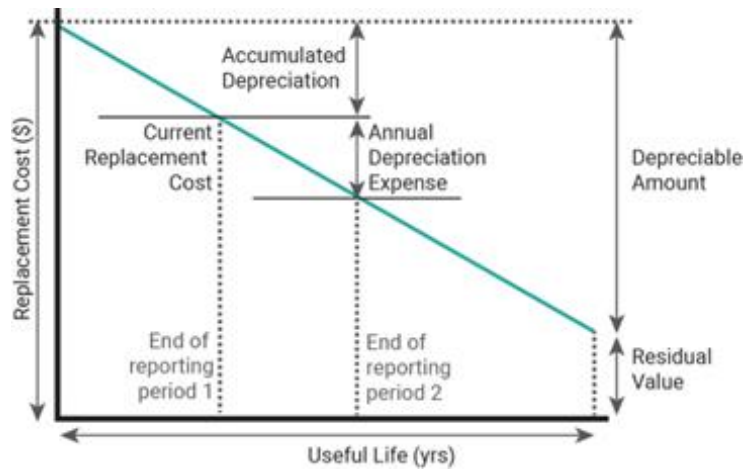 Replacement Cost ($)
Accumulated
Depreciation
Current
Replacement
Cost
Annual
Depreciation
Expense
Depreciable
Amount
End of
reporting
period 1
End of
reporting
period 2
Residual
Value
Useful Life (yrs)